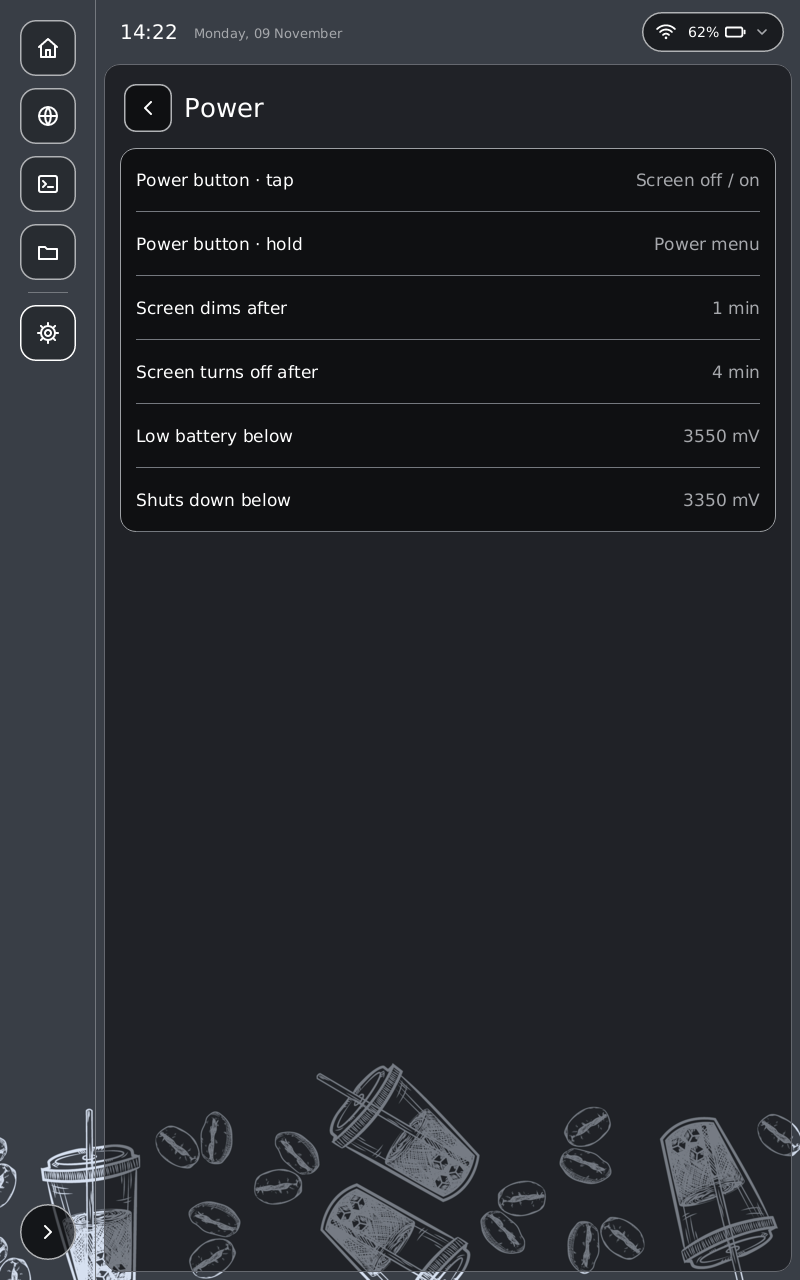 14:22 Monday, 09 November 62%
Power
Power button · tap Screen off / on
Power button · hold Power menu
Screen dims after 1 min
Screen turns off after 4 min
Low battery below 3550 mV
Shuts down below 3350 mV